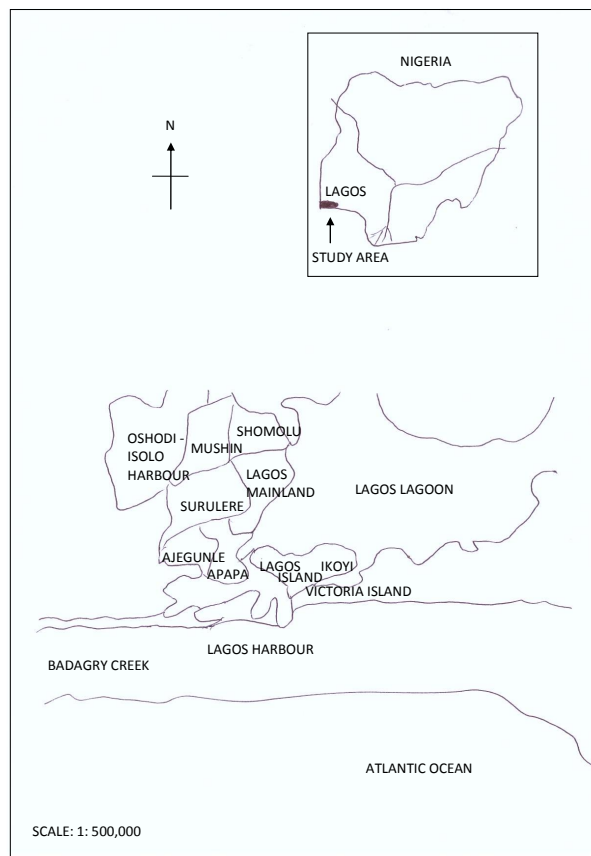 NIGERIA
N
LAGOS
STUDY AREA
OSHODI -
ISOLO
HARBOUR
MUSHIN
SHOMOLU
LAGOS
MAINLAND
LAGOS LAGOON
SURULERE
AJEGUNLE
APAPA
LAGOS
ISLAND
IKOYI
VICTORIA ISLAND
LAGOS HARBOUR
BADAGRY CREEK
ATLANTIC OCEAN
SCALE: 1: 500,000